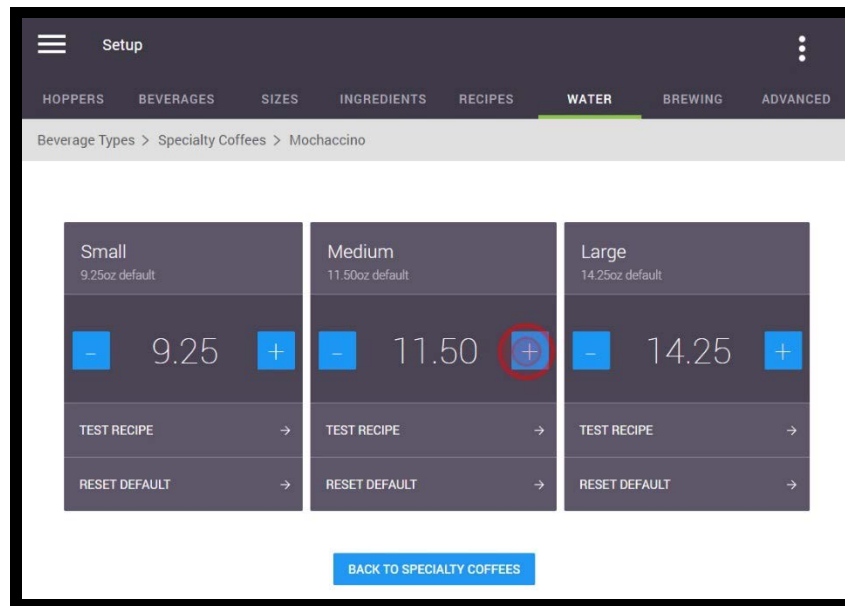 Setup
HOPPERS BEVERAGES SIZES INGREDIENTS RECIPES WATER BREWING ADVANCED
Beverage Types > Specialty Coffees > Mochaccino
Small
9.25oz default
- 9.25 +
TEST RECIPE →
RESET DEFAULT →
Medium
11.50oz default
- 11.50 +
TEST RECIPE →
RESET DEFAULT →
Large
14.25oz default
- 14.25 +
TEST RECIPE →
RESET DEFAULT →
BACK TO SPECIALTY COFFEES